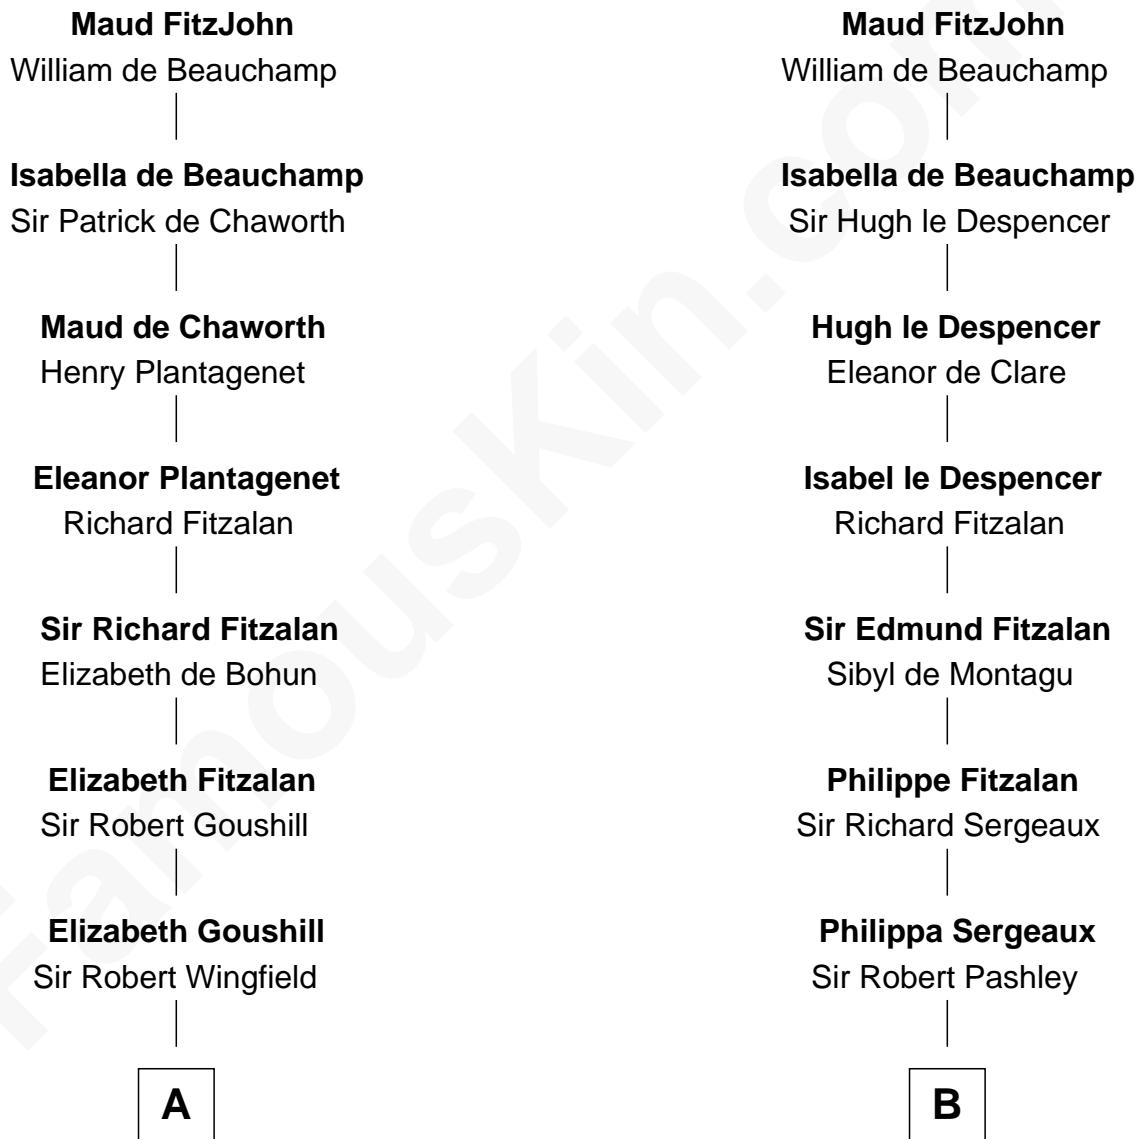 Maud FitzJohn
William de Beauchamp
Isabella de Beauchamp
Sir Patrick de Chaworth
Maud de Chaworth
Henry Plantagenet
Eleanor Plantagenet
Richard Fitzalan
Sir Richard Fitzalan
Elizabeth de Bohun
Elizabeth Fitzalan
Sir Robert Goushill
Elizabeth Goushill
Sir Robert Wingfield
A
Maud FitzJohn
William de Beauchamp
Isabella de Beauchamp
Sir Hugh le Despencer
Hugh le Despencer
Eleanor de Clare
Isabel le Despencer
Richard Fitzalan
Sir Edmund Fitzalan
Sibyl de Montagu
Philippe Fitzalan
Sir Richard Sergeaux
Philippa Sergeaux
Sir Robert Pashley
B
FamousKin.com